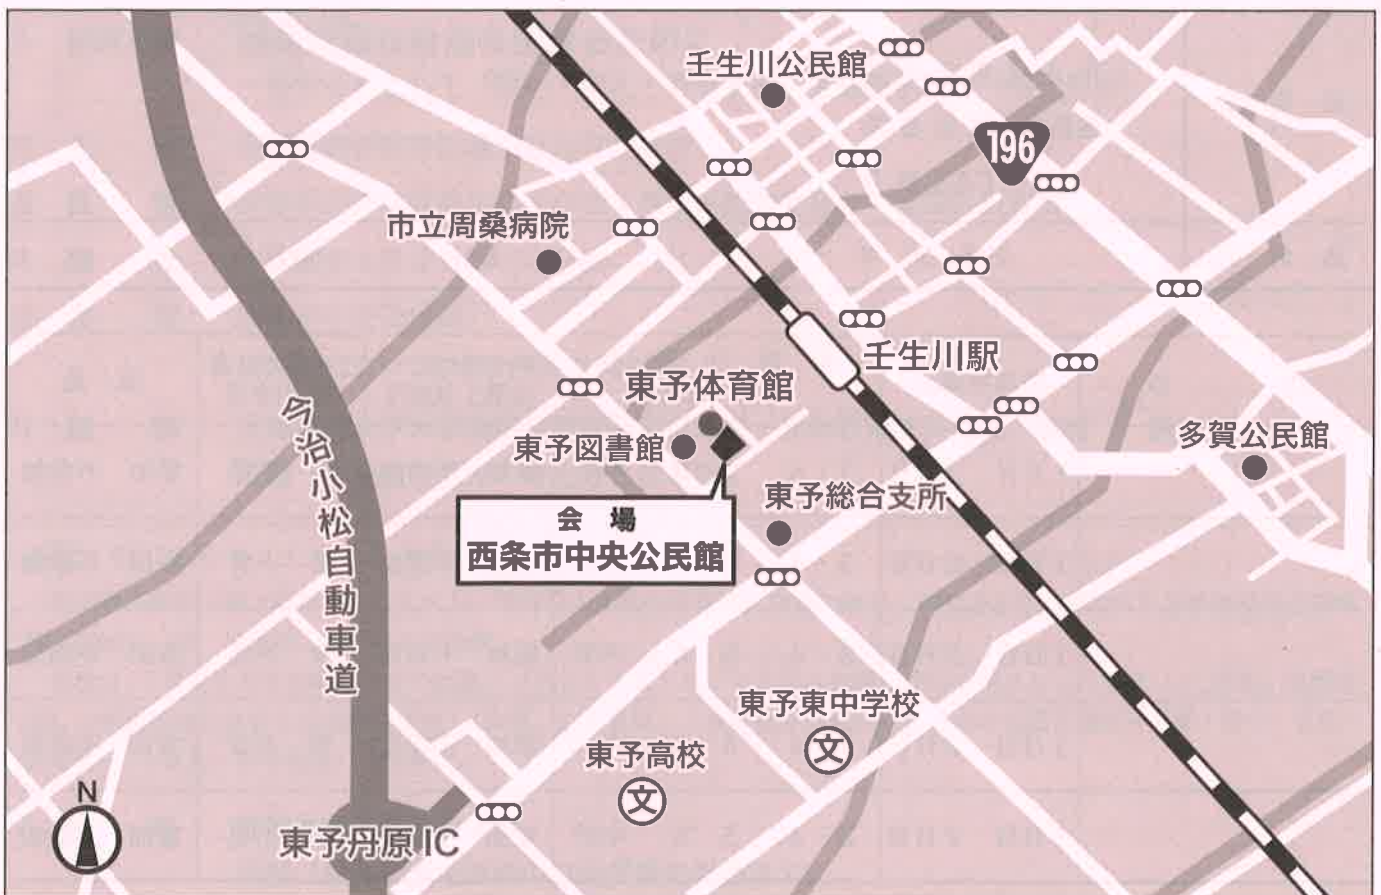 壬生川公民館
196
市立周桑病院
壬生川駅
東予体育館
東予図書館
多賀公民館
今治小松自動車道
東予総合支所
会 場
西条市中央公民館
東予東中学校
文
東予高校
文
N
東予丹原IC